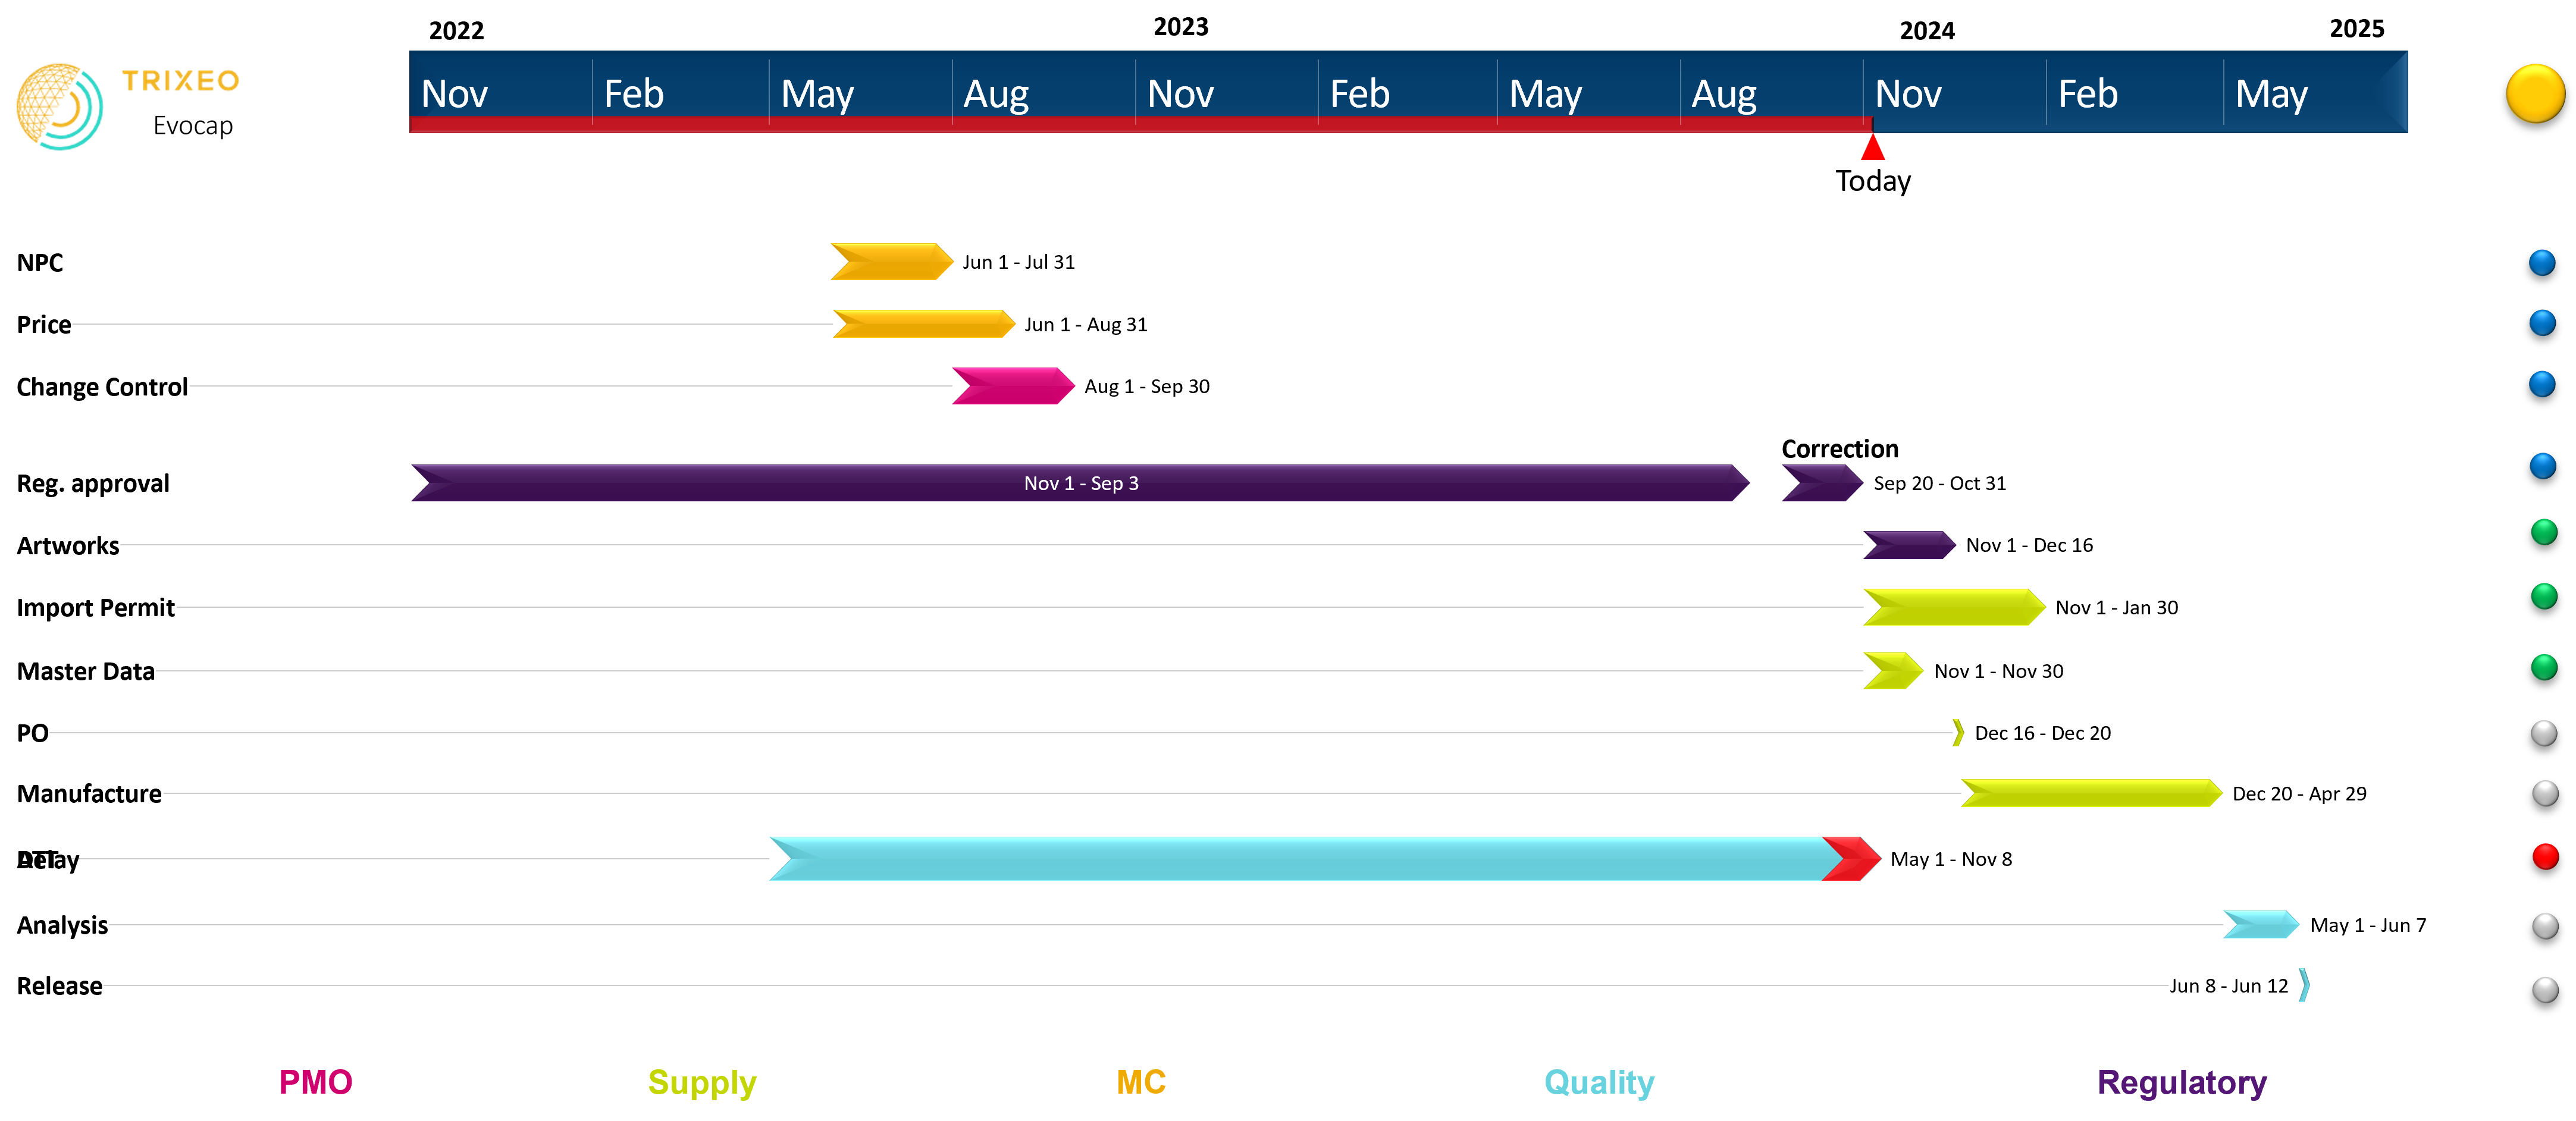 2022 2023 2024 2025
TRIXEO
Evocap
Nov Feb May Aug Nov Feb May Aug Nov Feb May
Today
NPC Jun 1 - Jul 31
Price Jun 1 - Aug 31
Change Control Aug 1 - Sep 30
Correction
Reg. approval Nov 1 - Sep 3 Sep 20 - Oct 31
Artworks Nov 1 - Dec 16
Import Permit Nov 1 - Jan 30
Master Data Nov 1 - Nov 30
PO Dec 16 - Dec 20
Manufacture Dec 20 - Apr 29
Delay May 1 - Nov 8
Analysis May 1 - Jun 7
Release Jun 8 - Jun 12
PMO Supply MC Quality Regulatory